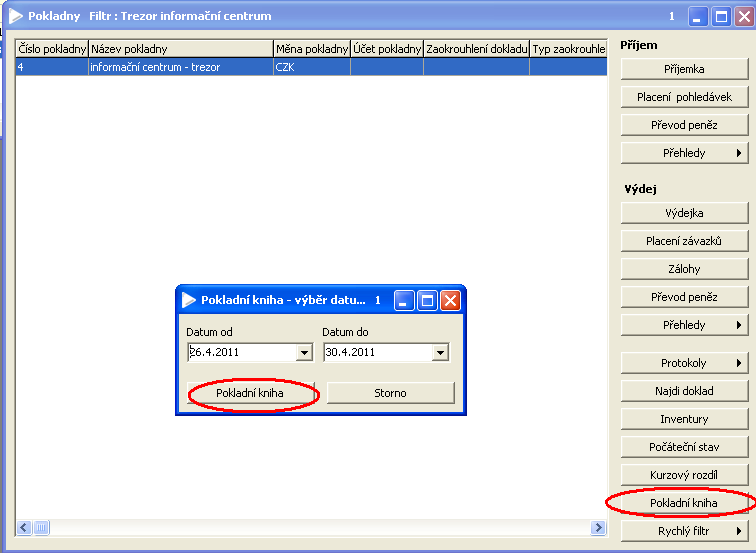 Pokladny Filtr : Trezor informační centrum 1
Číslo pokladny Název pokladny Měna pokladny Účet pokladny Zaokrouhlení dokladu Typ zaokrouhle
4 informační centrum - trezor CZK
Příjem
Příjemka
Placení pohledávek
Převod peněz
Přehledy
Výdej
Výdejka
Placení závazků
Zálohy
Převod peněz
Přehledy
Protokoly
Najdi doklad
Inventury
Počáteční stav
Kurzový rozdíl
Pokladní kniha
Rychlý filtr
Pokladní kniha - výběr datu... 1
Datum od Datum do
26.4.2011 30.4.2011
Pokladní kniha Storno